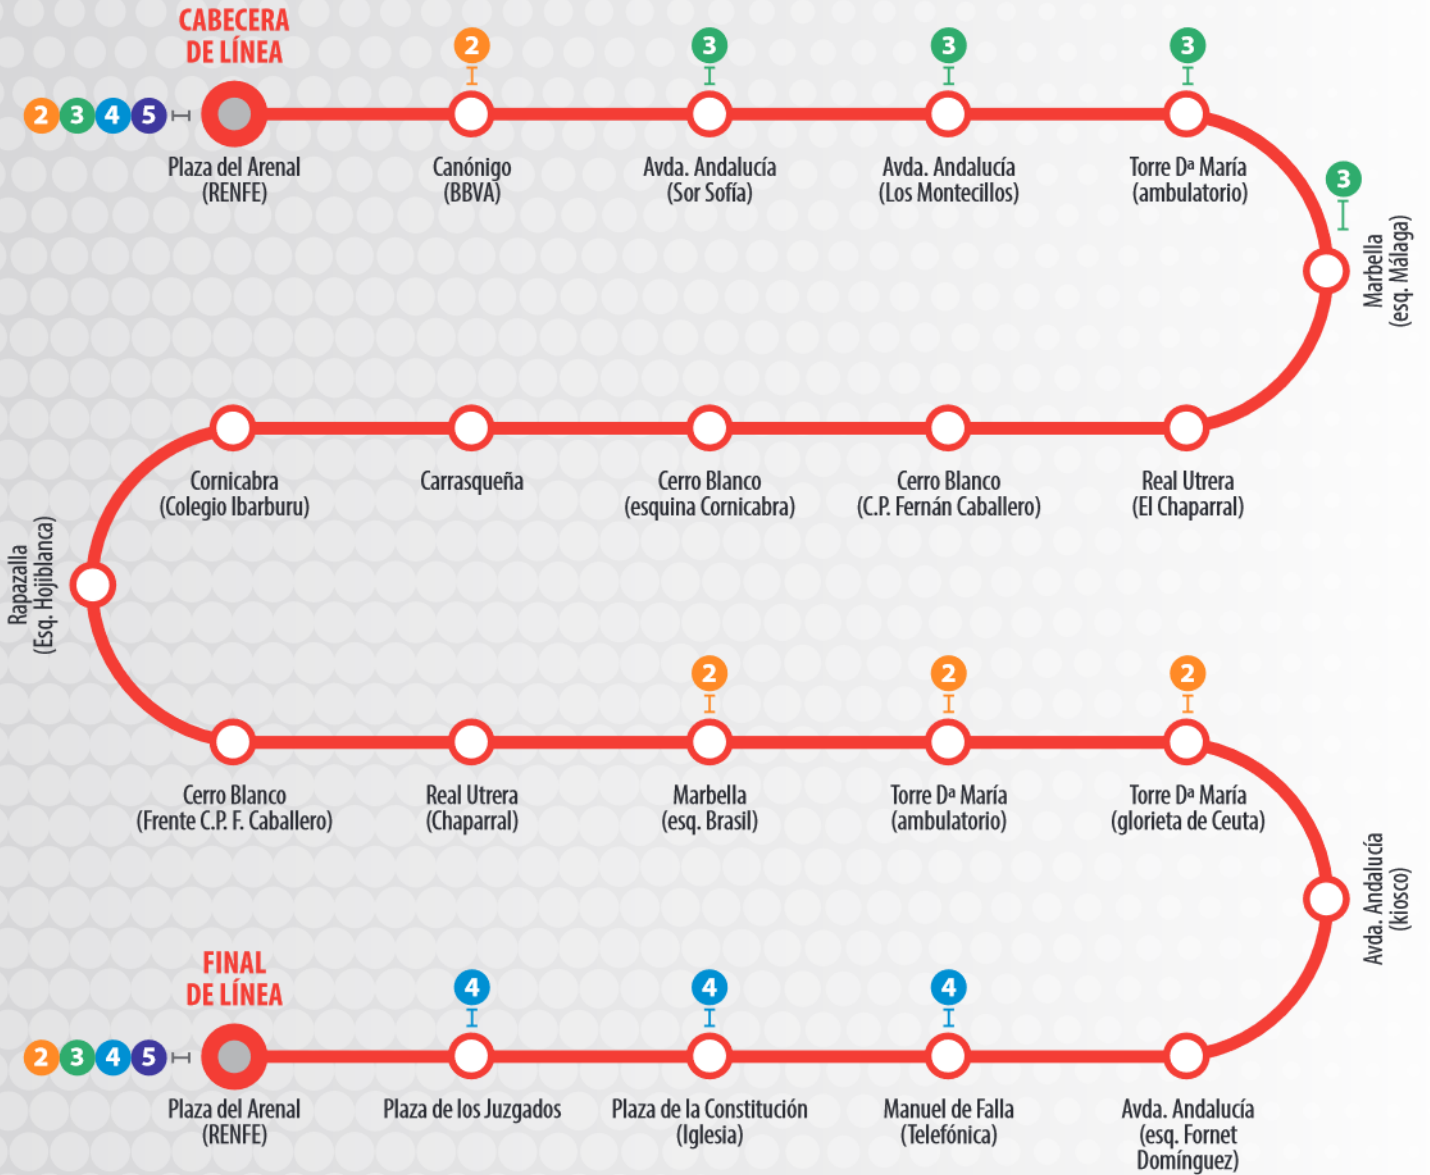 CABECERA
DE LÍNEA
2 3 4 5
2
3
3
3
Plaza del Arenal
(RENFE)
Canónigo
(BBVA)
Avda. Andalucía
(Sor Sofía)
Avda. Andalucía
(Los Montecillos)
Torre Dª María
(ambulatorio)
3
Marbella
(esq. Málaga)
Cornicabra
(Colegio Ibarburu)
Carrasqueña
Cerro Blanco
(esquina Cornicabra)
Cerro Blanco
(C.P. Fernán Caballero)
Real Utrera
(El Chaparral)
Rapazalla
(Esq. Hojiblanca)
2
2
2
Cerro Blanco
(Frente C.P. F. Caballero)
Real Utrera
(Chaparral)
Marbella
(esq. Brasil)
Torre Dª María
(ambulatorio)
Torre Dª María
(glorieta de Ceuta)
Avda. Andalucía
(kiosco)
FINAL
DE LÍNEA
2 3 4 5
4
4
4
Plaza del Arenal
(RENFE)
Plaza de los Juzgados
Plaza de la Constitución
(Iglesia)
Manuel de Falla
(Telefónica)
Avda. Andalucía
(esq. Fornet
Domínguez)